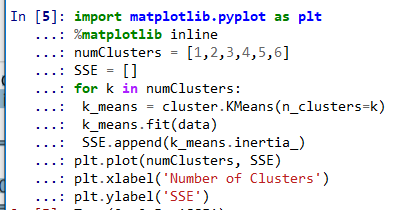 In [5]: import matplotlib.pyplot as plt
...: %matplotlib inline
...: numClusters = [1,2,3,4,5,6]
...: SSE = []
...: for k in numClusters:
...:  k_means = cluster.KMeans(n_clusters=k)
...:  k_means.fit(data)
...:  SSE.append(k_means.inertia_)
...: plt.plot(numClusters, SSE)
...: plt.xlabel('Number of Clusters')
...: plt.ylabel('SSE')